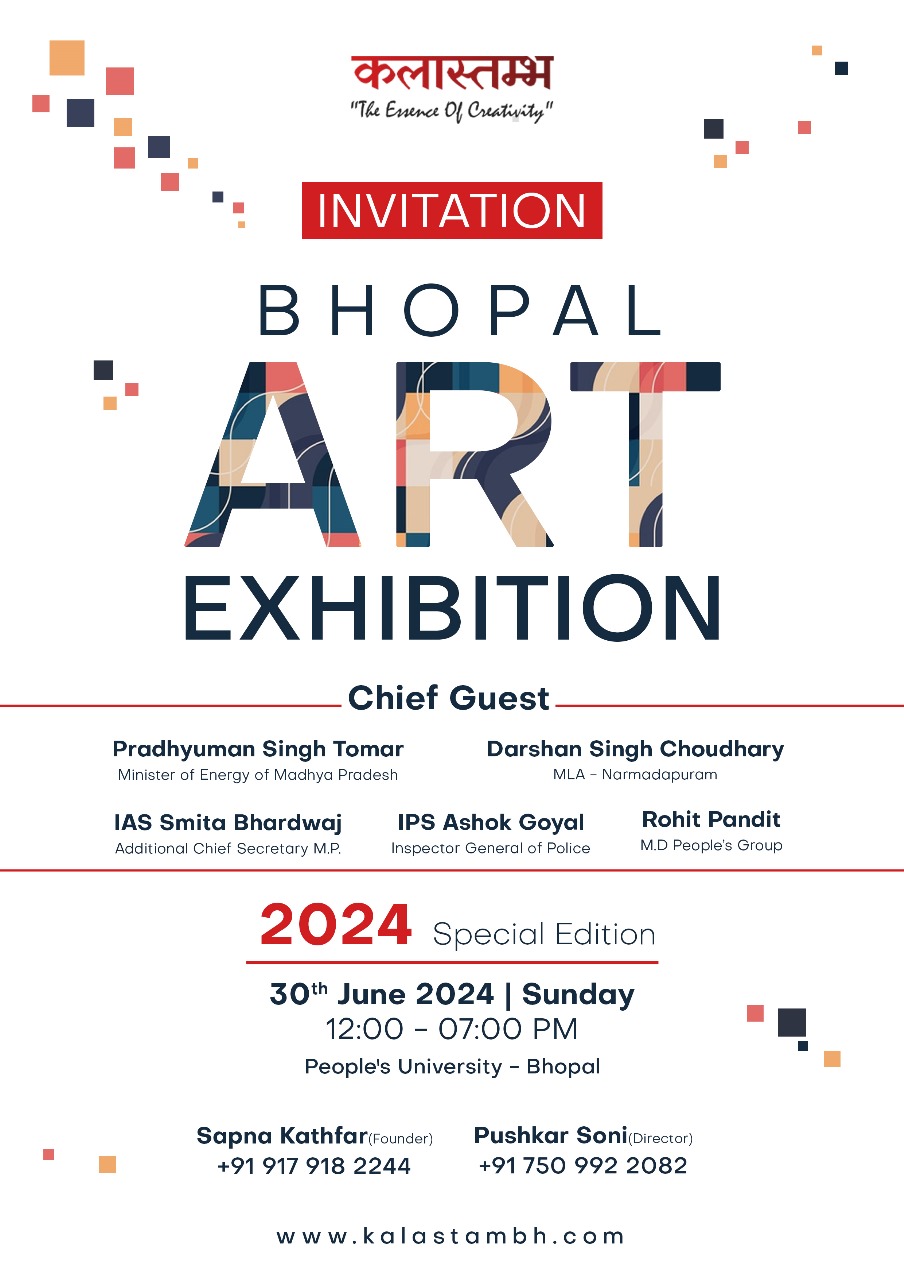 कलास्तम्भ
"The Essence Of Creativity"
INVITATION
BHOPAL
ART
EXHIBITION
Chief Guest
Pradhyuman Singh Tomar
Minister of Energy of Madhya Pradesh
Darshan Singh Choudhary
MLA - Narmadapuram
IAS Smita Bhardwaj
Additional Chief Secretary M.P.
IPS Ashok Goyal
Inspector General of Police
Rohit Pandit
M.D People's Group
2024 Special Edition
30th June 2024 | Sunday
12:00 - 07:00 PM
People's University - Bhopal
Sapna Kathfar(Founder)
+91 917 918 2244
Pushkar Soni(Director)
+91 750 992 2082
www.kalastambh.com